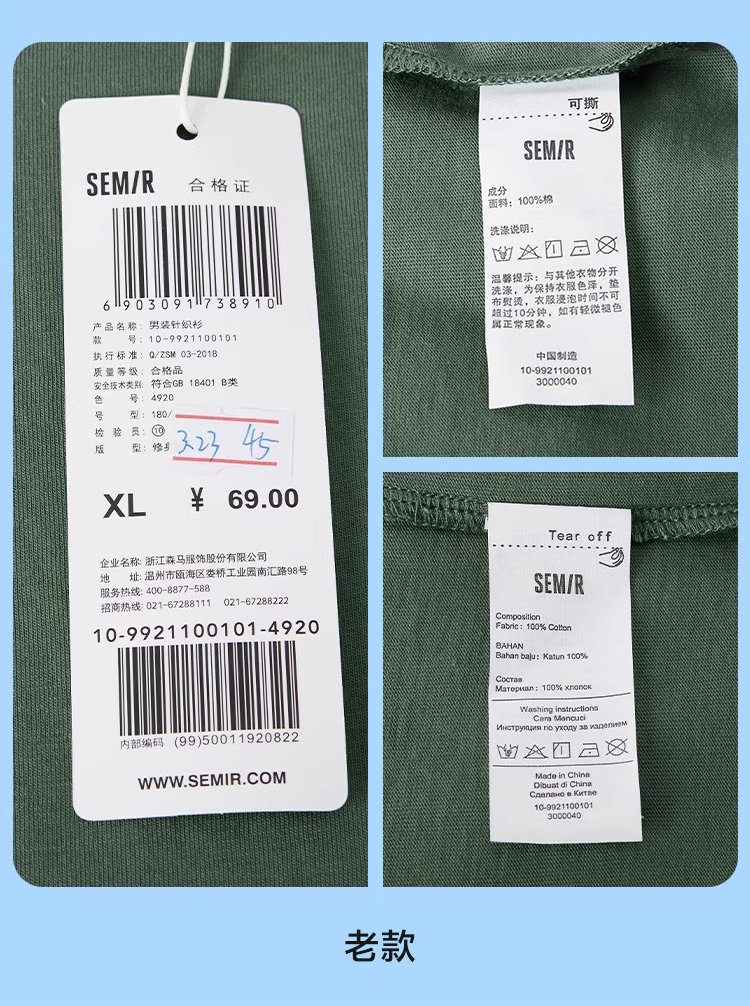 SEMIR 合格证
6 903091 738910
产品名称: 男装针织衫
款号: 10-9921100101
执行标准: Q/ZSM 03-2018
质量等级: 合格品
安全技术类别: 符合GB 18401 B类
色号: 4920
号型: 180/
检验员: ⑩
版型: 修身
3.23 45
XL ¥ 69.00
企业名称: 浙江森马服饰股份有限公司
地址: 温州市瓯海区娄桥工业园南汇路98号
服务热线: 400-8877-588
招商热线: 021-67288111 021-67288222
10-9921100101-4920
内部编码 (99)50011920822
WWW.SEMIR.COM
可撕
SEMIR
成分
面料: 100%棉
洗涤说明:
温馨提示: 与其他衣物分开
洗涤, 为保持衣服色泽, 垫
布熨烫, 衣服浸泡时间不可
超过10分钟, 如有轻微褪色
属正常现象。
中国制造
10-9921100101
3000040
Tear off
SEMIR
Composition
Fabric: 100% Cotton
BAHAN
Bahan baju: Katun 100%
Состав
Материал: 100% хлопок
Washing instructions
Cara Mencuci
Инструкция по уходу за изделием
Made in China
Dibuat di China
Сделано в Китае
10-9921100101
3000040
老款